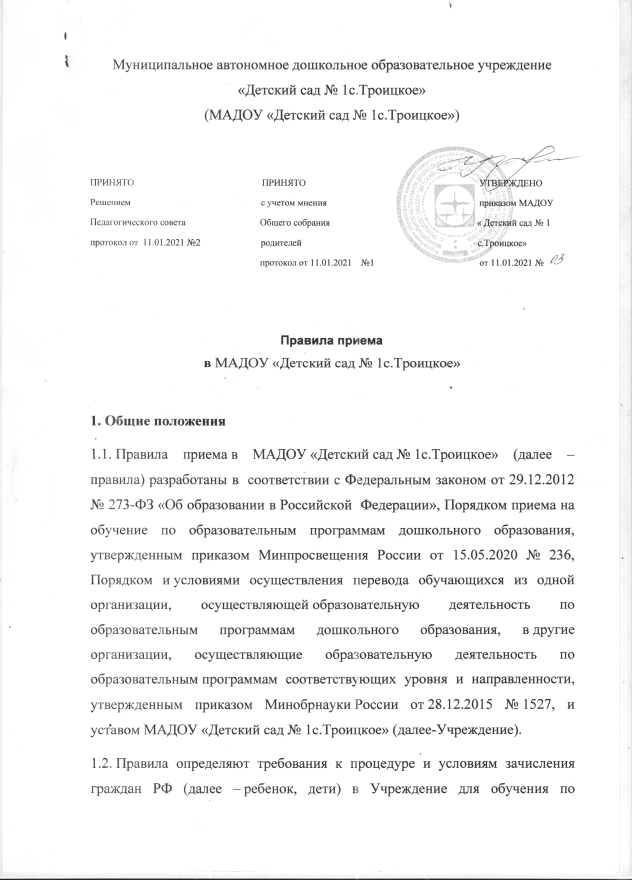 Муниципальное автономное дошкольное образовательное учреждение
«Детский сад № 1с.Троицкое»
(МАДОУ «Детский сад № 1с.Троицкое»)
ПРИНЯТО
Решением
Педагогического совета
протокол от 11.01.2021 №2
ПРИНЯТО
с учетом мнения
Общего собрания
родителей
протокол от 11.01.2021 №1
УТВЕРЖДЕНО
приказом МАДОУ
« Детский сад № 1
с.Троицкое»
от 11.01.2021 № 03
Правила приема
в МАДОУ «Детский сад № 1с.Троицкое»
1. Общие положения
1.1. Правила приема в МАДОУ «Детский сад № 1с.Троицкое» (далее –
правила) разработаны в соответствии с Федеральным законом от 29.12.2012
№ 273-ФЗ «Об образовании в Российской Федерации», Порядком приема на
обучение по образовательным программам дошкольного образования,
утвержденным приказом Минпросвещения России от 15.05.2020 № 236,
Порядком и условиями осуществления перевода обучающихся из одной
организации, осуществляющей образовательную деятельность по
образовательным программам дошкольного образования, в другие
организации, осуществляющие образовательную деятельность по
образовательным программам соответствующих уровня и направленности,
утвержденным приказом Минобрнауки России от 28.12.2015 № 1527, и
уставом МАДОУ «Детский сад № 1с.Троицкое» (далее-Учреждение).
1.2. Правила определяют требования к процедуре и условиям зачисления
граждан РФ (далее – ребенок, дети) в Учреждение для обучения по